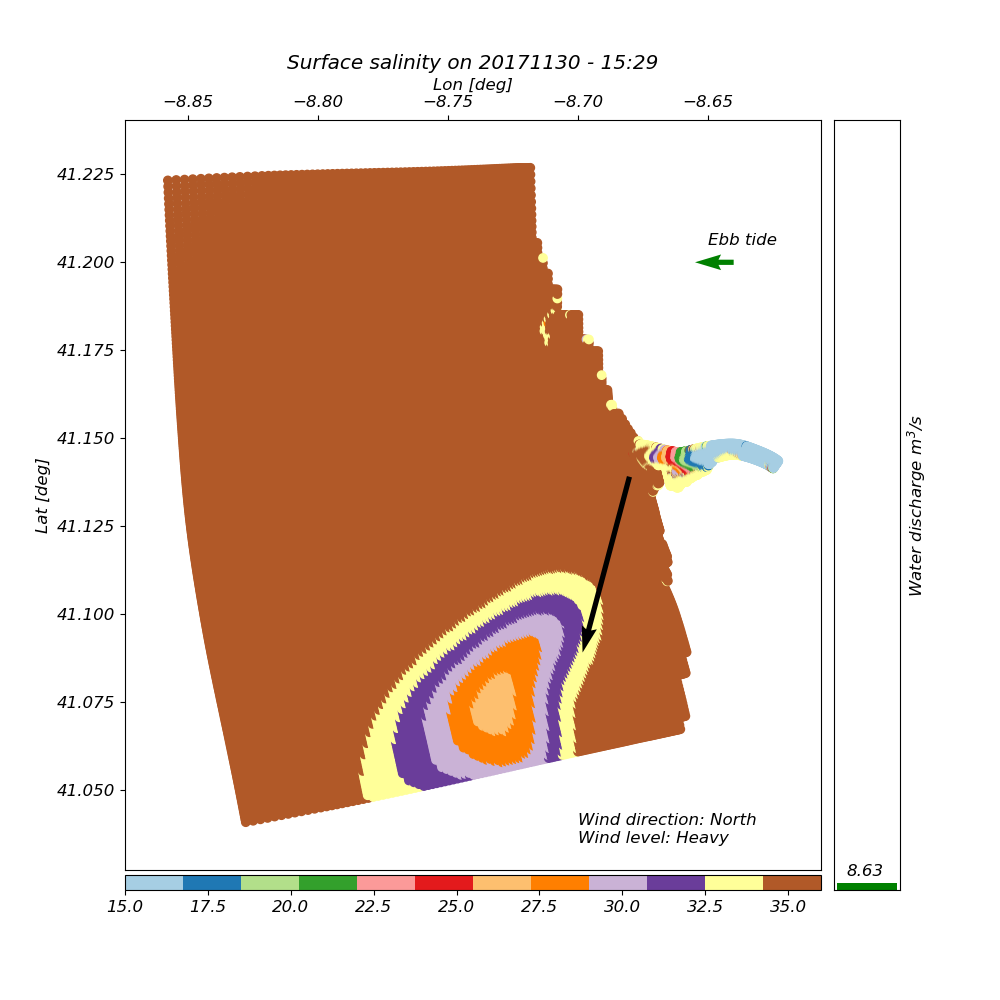 Surface salinity on 20171130 - 15:29
Lon [deg]
−8.85 −8.80 −8.75 −8.70 −8.65
41.225
41.200
41.175
41.150
41.125
41.100
41.075
41.050
Lat [deg]
Ebb tide
Wind direction: North
Wind level: Heavy
15.0 17.5 20.0 22.5 25.0 27.5 30.0 32.5 35.0
8.63
Water discharge m³/s